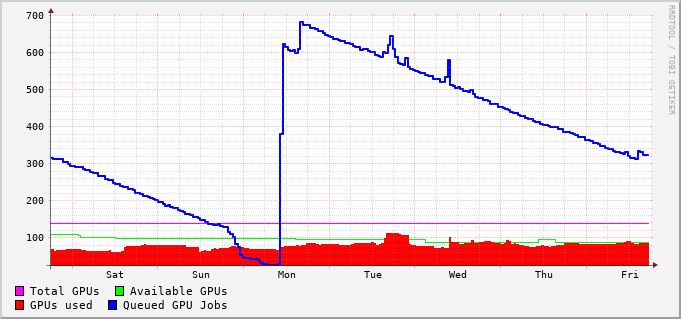 700
600
500
400
300
200
100
Sat Sun Mon Tue Wed Thu Fri
Total GPUs Available GPUs
GPUs used Queued GPU Jobs
RRDTOOL / TOBI OETIKER